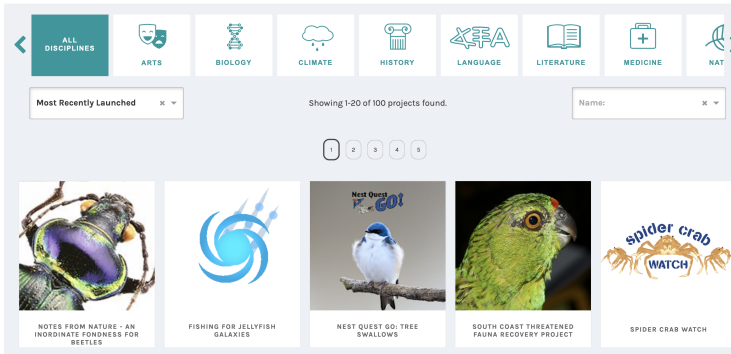 ALL
DISCIPLINES
ARTS
BIOLOGY
CLIMATE
HISTORY
LANGUAGE
LITERATURE
MEDICINE
NAT
Most Recently Launched
Showing 1-20 of 100 projects found.
Name:
1 2 3 4 5
Nest Quest
GO!
spider crab
WATCH
NOTES FROM NATURE - AN
INORDINATE FONDNESS FOR
BEETLES
FISHING FOR JELLYFISH
GALAXIES
NEST QUEST GO: TREE
SWALLOWS
SOUTH COAST THREATENED
FAUNA RECOVERY PROJECT
SPIDER CRAB WATCH